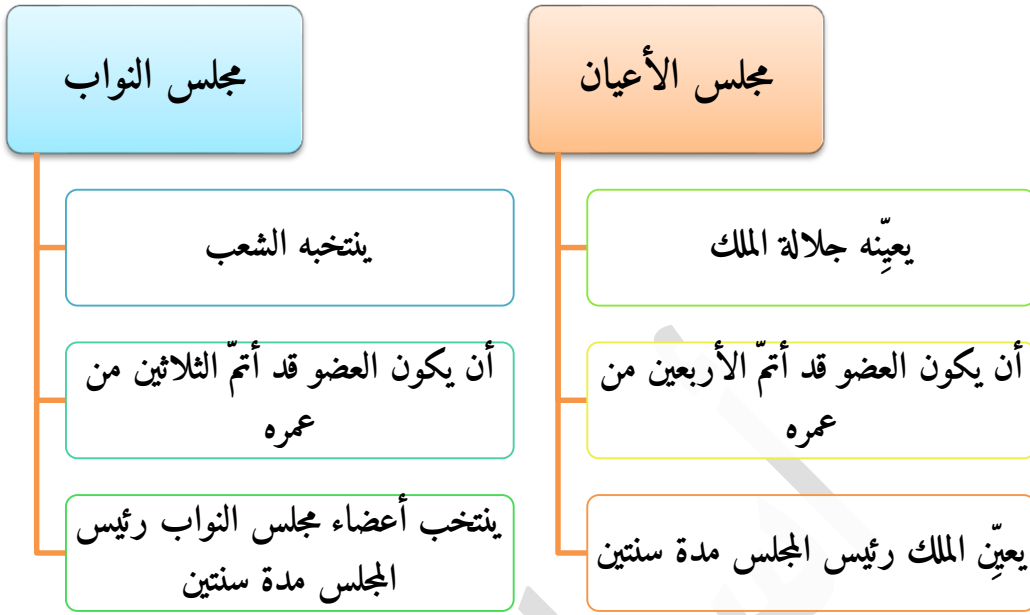 مجلس الأعيان
يعيِّنه جلالة الملك
أن يكون العضو قد أتمّ الأربعين من
عمره
يعيِّن الملك رئيس المجلس مدة سنتين
مجلس النواب
ينتخبه الشعب
أن يكون العضو قد أتمّ الثلاثين من
عمره
ينتخب أعضاء مجلس النواب رئيس
المجلس مدة سنتين